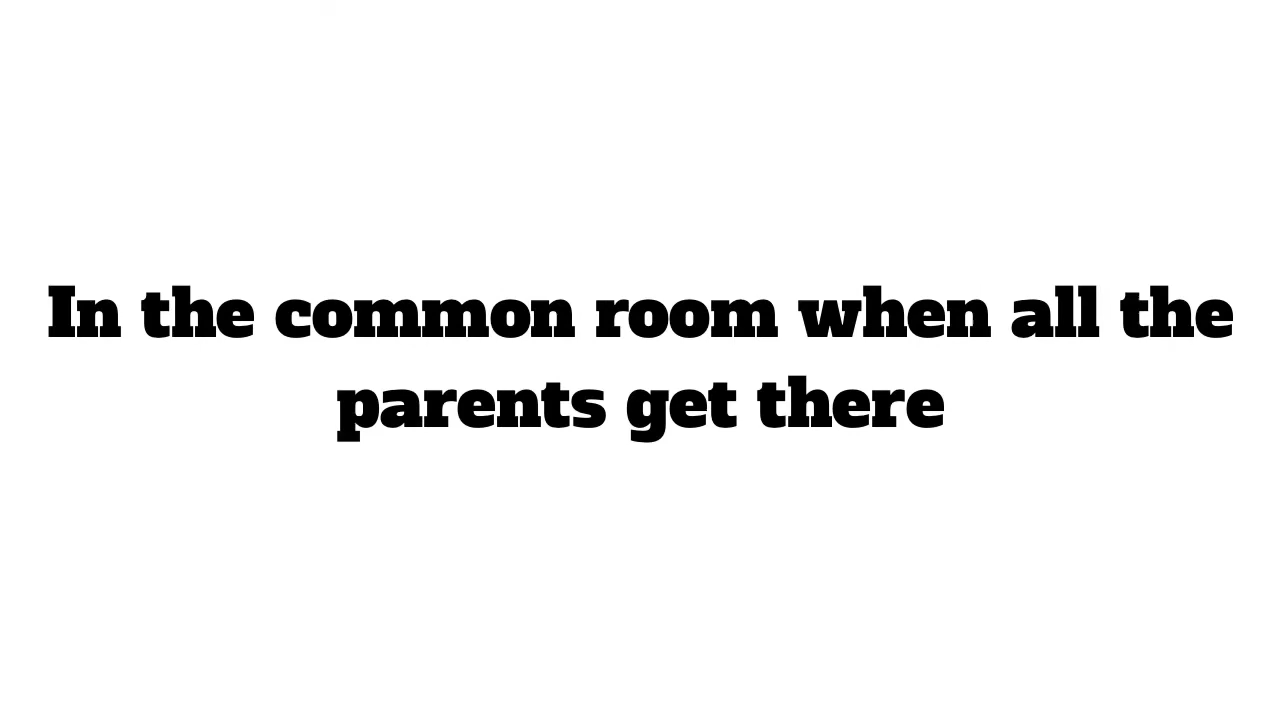 In the common room when all the
parents get there